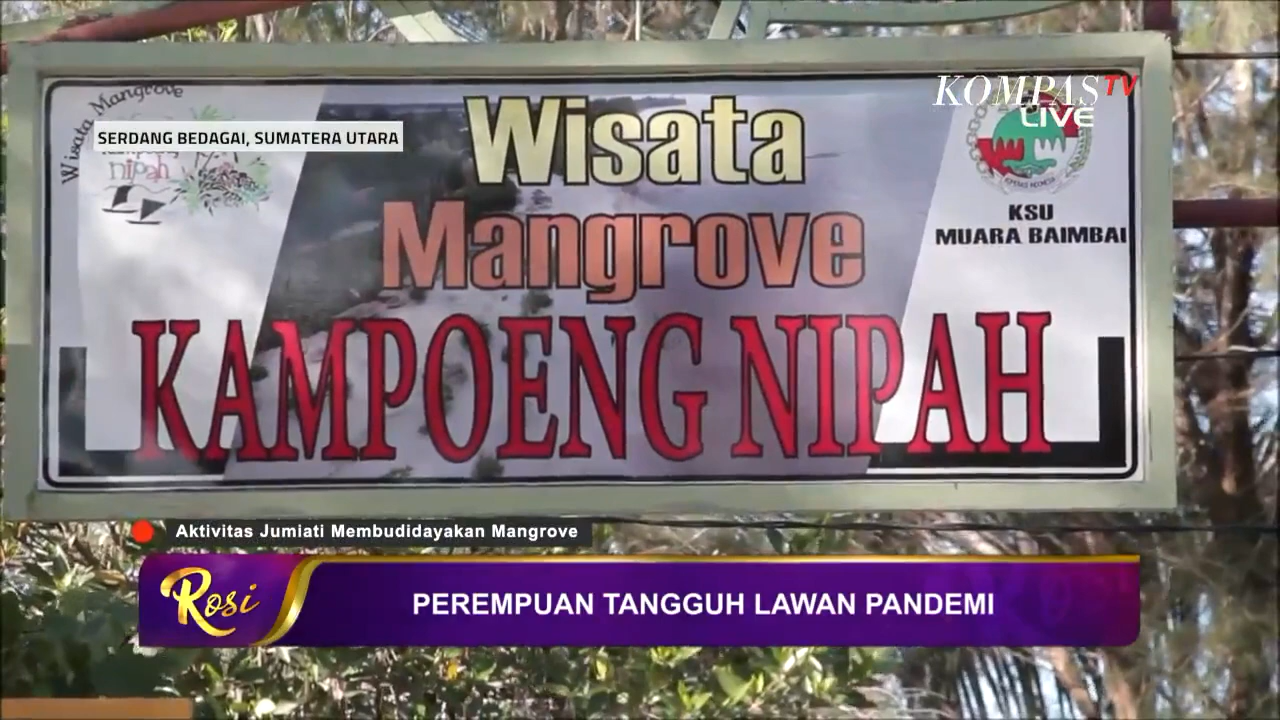 KOMPAS TV
LIVE
SERDANG BEDAGAI, SUMATERA UTARA
Wisata Mangrove
nipah
Wisata
Mangrove
KAMPOENG NIPAH
KSU
MUARA BAIMBAI
Aktivitas Jumiati Membudidayakan Mangrove
Rosi
PEREMPUAN TANGGUH LAWAN PANDEMI